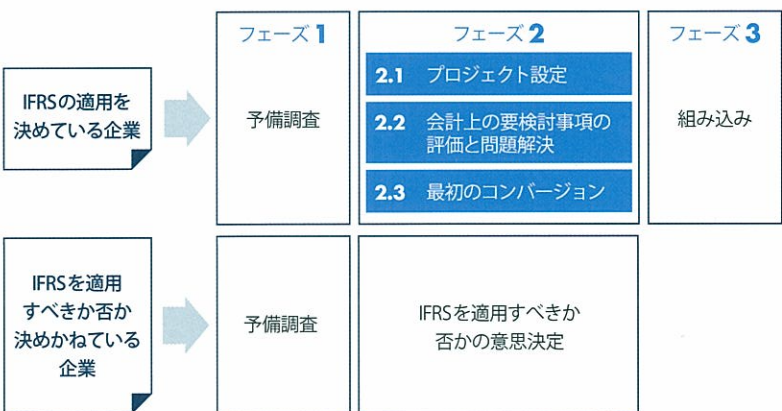 フェーズ 1
フェーズ 2
フェーズ 3
IFRSの適用を
決めている企業
予備調査
2.1 プロジェクト設定
2.2 会計上の要検討事項の
評価と問題解決
2.3 最初のコンバージョン
組み込み
IFRSを適用
すべきか否か
決めかねている
企業
予備調査
IFRSを適用すべきか
否かの意思決定